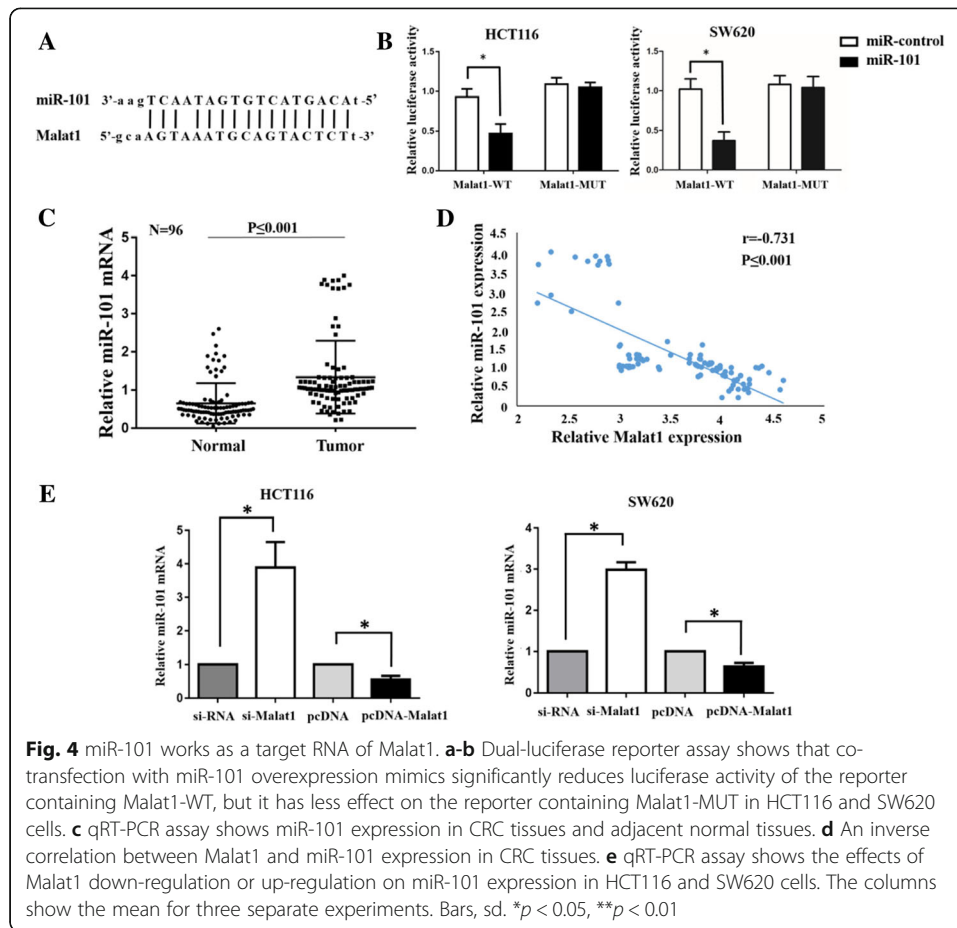 A
miR-101 3'-aagTCAATAGTGTCATGACAt-5'
Malat1 5'-gcaAGTAAATGCAGTACTCTt-3'
B
HCT116
Relative luciferase activity
1.5
1.0
0.5
0.0
*
Malat1-WT Malat1-MUT
SW620
Relative luciferase activity
1.5
1.0
0.5
0.0
*
Malat1-WT Malat1-MUT
miR-control
miR-101
C
N=96
P≤0.001
Relative miR-101 mRNA
5
4
3
2
1
0
Normal Tumor
D
r=-0.731
P≤0.001
Relative miR-101 expression
4.5
4.0
3.5
3.0
2.5
2.0
1.5
1.0
0.5
0
2 2.5 3 3.5 4 4.5 5
Relative Malat1 expression
E
HCT116
Relative miR-101 mRNA
5
4
3
2
1
0
*
*
si-RNA si-Malat1 pcDNA pcDNA-Malat1
SW620
Relative miR-101 mRNA
4
3
2
1
0
*
*
si-RNA si-Malat1 pcDNA pcDNA-Malat1
Fig. 4 miR-101 works as a target RNA of Malat1. a-b Dual-luciferase reporter assay shows that co-
transfection with miR-101 overexpression mimics significantly reduces luciferase activity of the reporter
containing Malat1-WT, but it has less effect on the reporter containing Malat1-MUT in HCT116 and SW620
cells. c qRT-PCR assay shows miR-101 expression in CRC tissues and adjacent normal tissues. d An inverse
correlation between Malat1 and miR-101 expression in CRC tissues. e qRT-PCR assay shows the effects of
Malat1 down-regulation or up-regulation on miR-101 expression in HCT116 and SW620 cells. The columns
show the mean for three separate experiments. Bars, sd. *p < 0.05, **p < 0.01